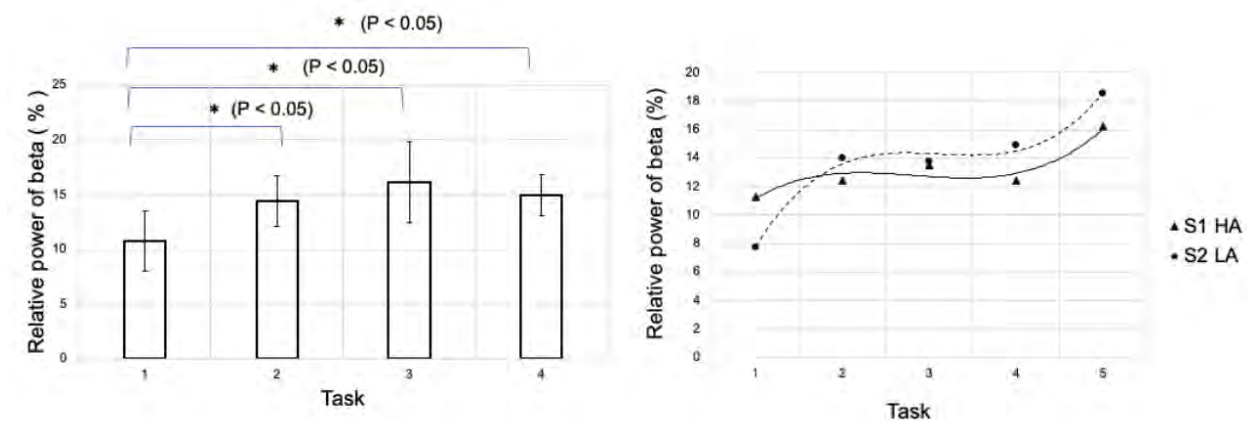 * (P < 0.05)
* (P < 0.05)
* (P < 0.05)
Relative power of beta ( % )
25
20
15
10
5
0
1 2 3 4
Task
Relative power of beta (%)
20
18
16
14
12
10
8
6
4
2
0
1 2 3 4 5
Task
▲ S1 HA
● S2 LA